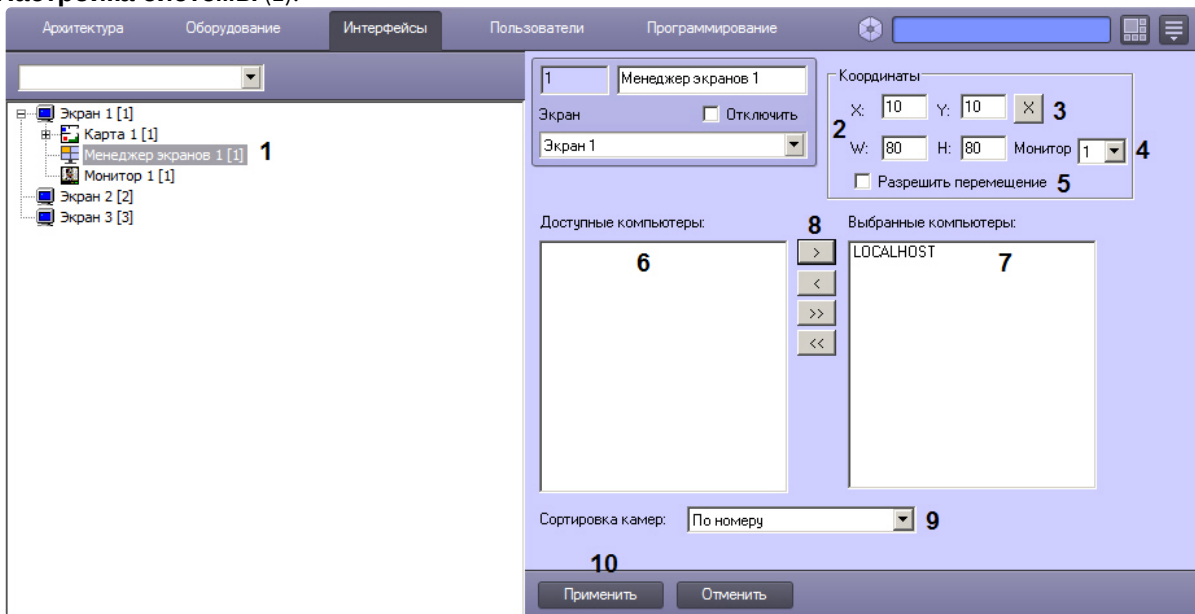 Настройка системы (1).
Архитектура Оборудование Интерфейсы Пользователи Программирование
Экран 1 [1]
Карта 1 [1]
Менеджер экранов 1 [1] 1
Монитор 1 [1]
Экран 2 [2]
Экран 3 [3]
1 Менеджер экранов 1
Экран Отключить
Экран 1
Координаты
2 X: 10 Y: 10 X 3
W: 80 H: 80 Монитор 1 4
Разрешить перемещение 5
Доступные компьютеры: 8 Выбранные компьютеры:
6 > LOCALHOST 7
<
>>
<<
Сортировка камер: По номеру 9
10
Применить Отменить